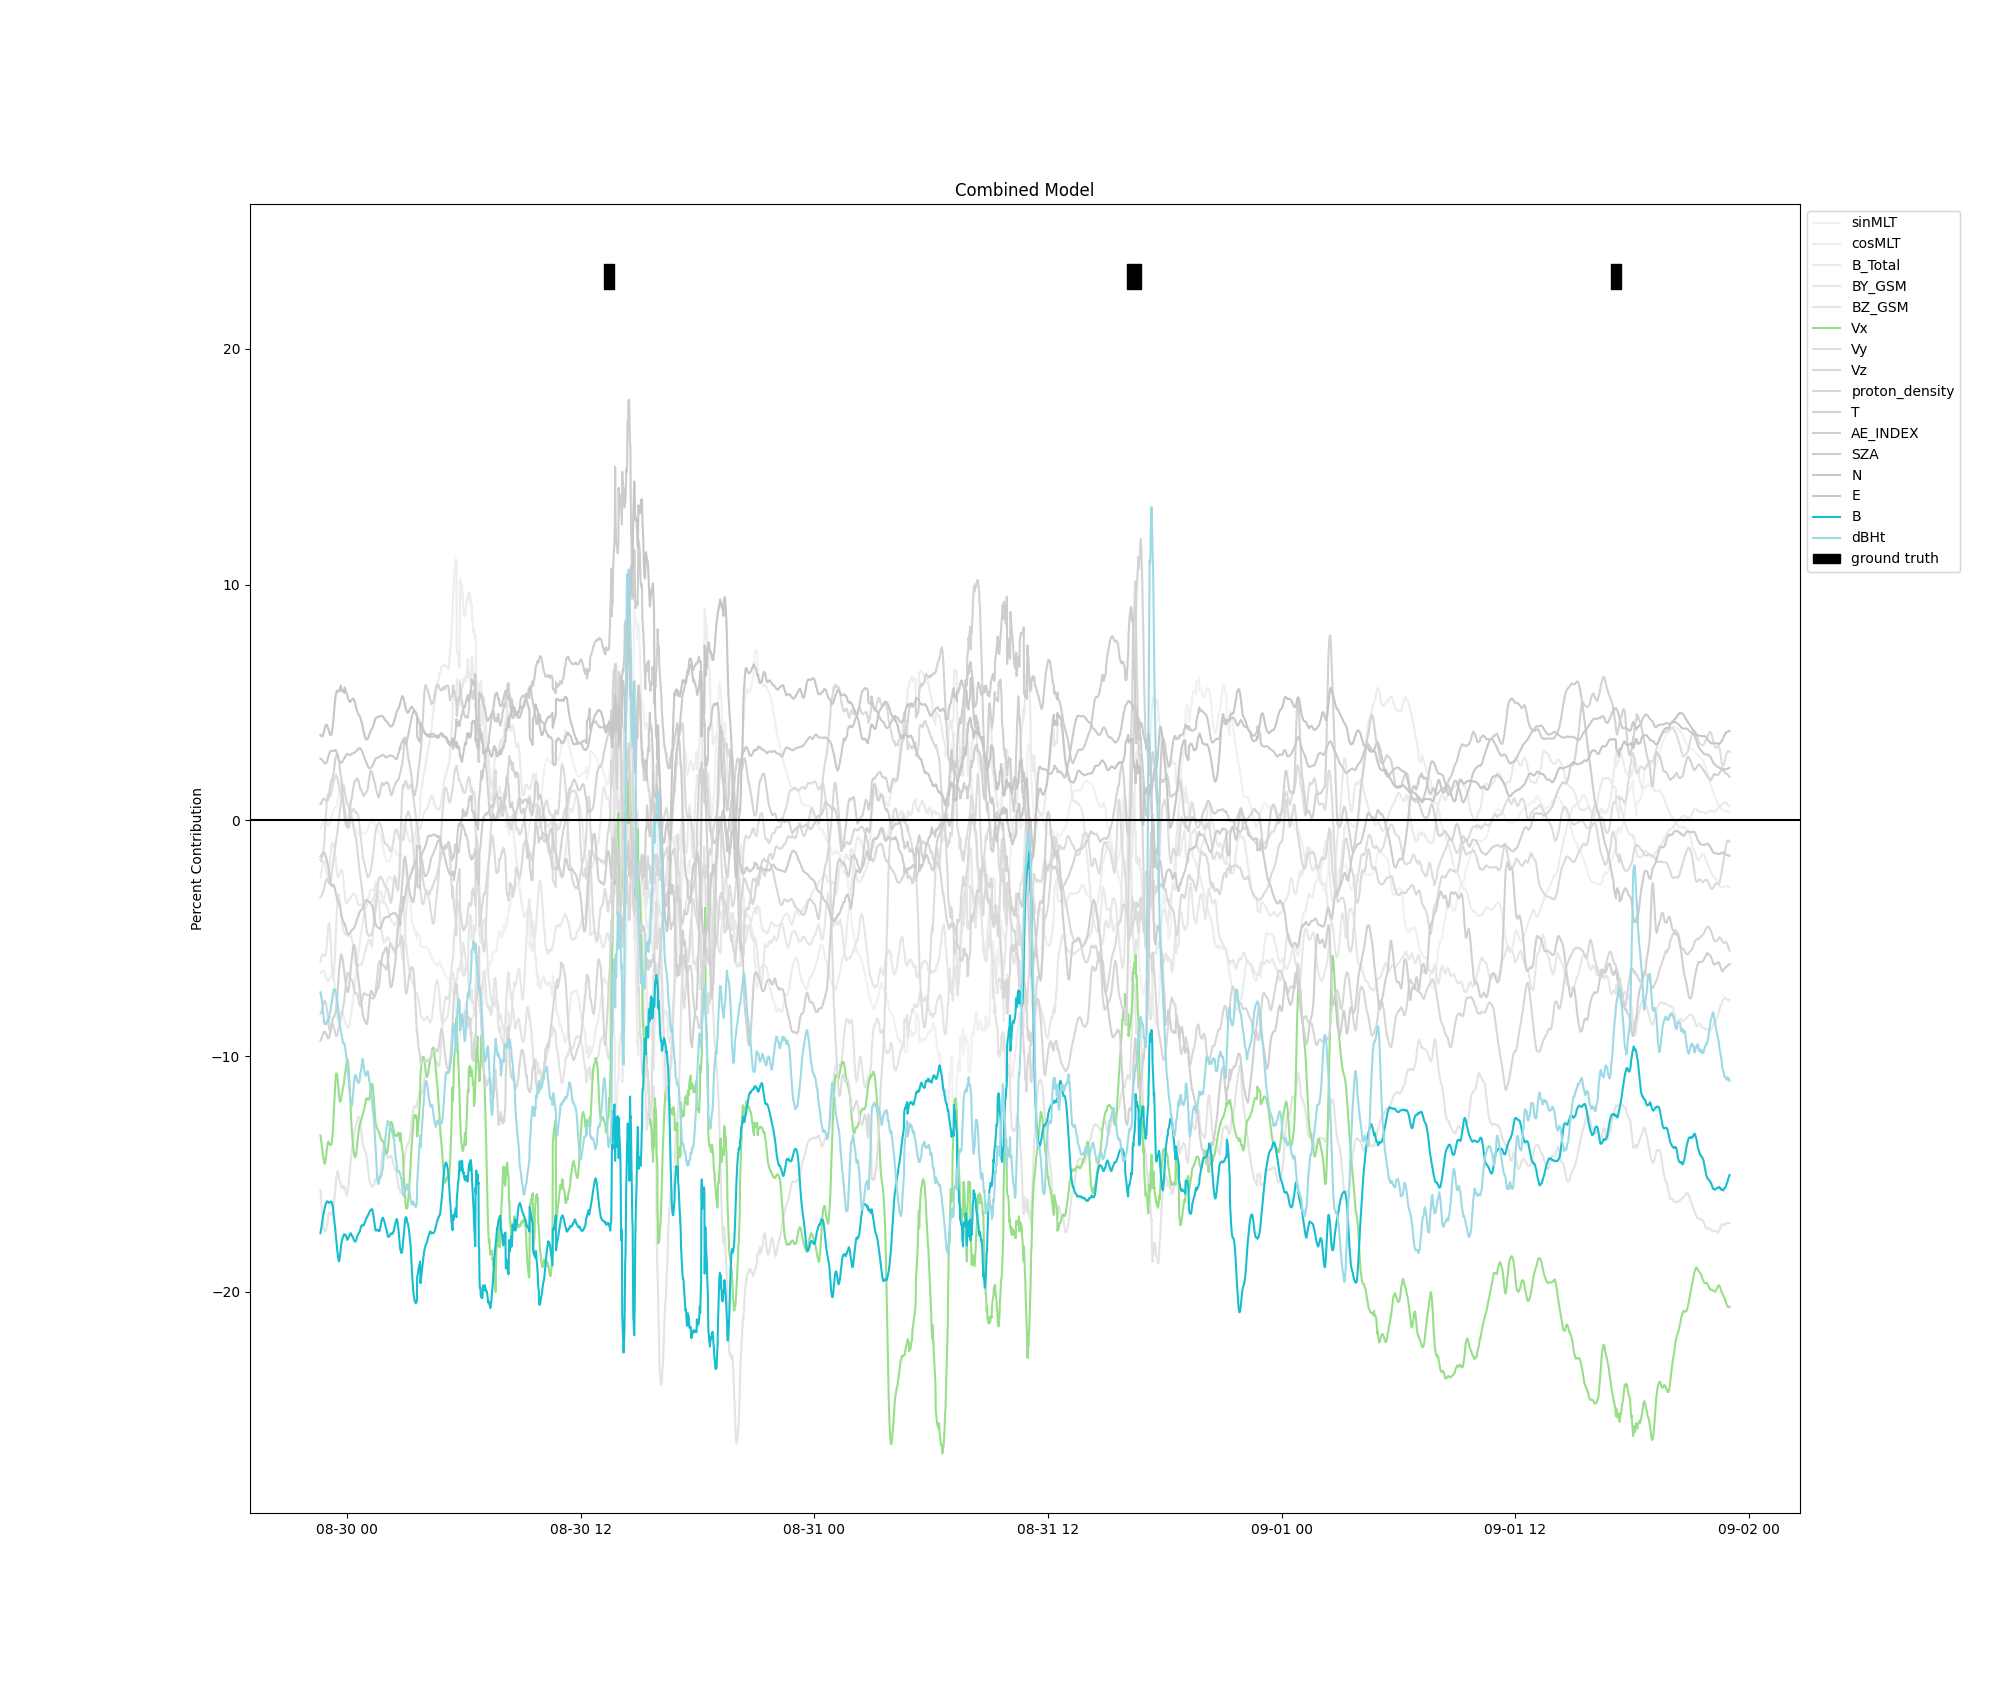 Combined Model
sinMLT
cosMLT
B_Total
BY_GSM
BZ_GSM
Vx
Vy
Vz
proton_density
T
AE_INDEX
SZA
N
E
B
dBHt
ground truth
Percent Contribution
20
10
0
−10
−20
08-30 00
08-30 12
08-31 00
08-31 12
09-01 00
09-01 12
09-02 00